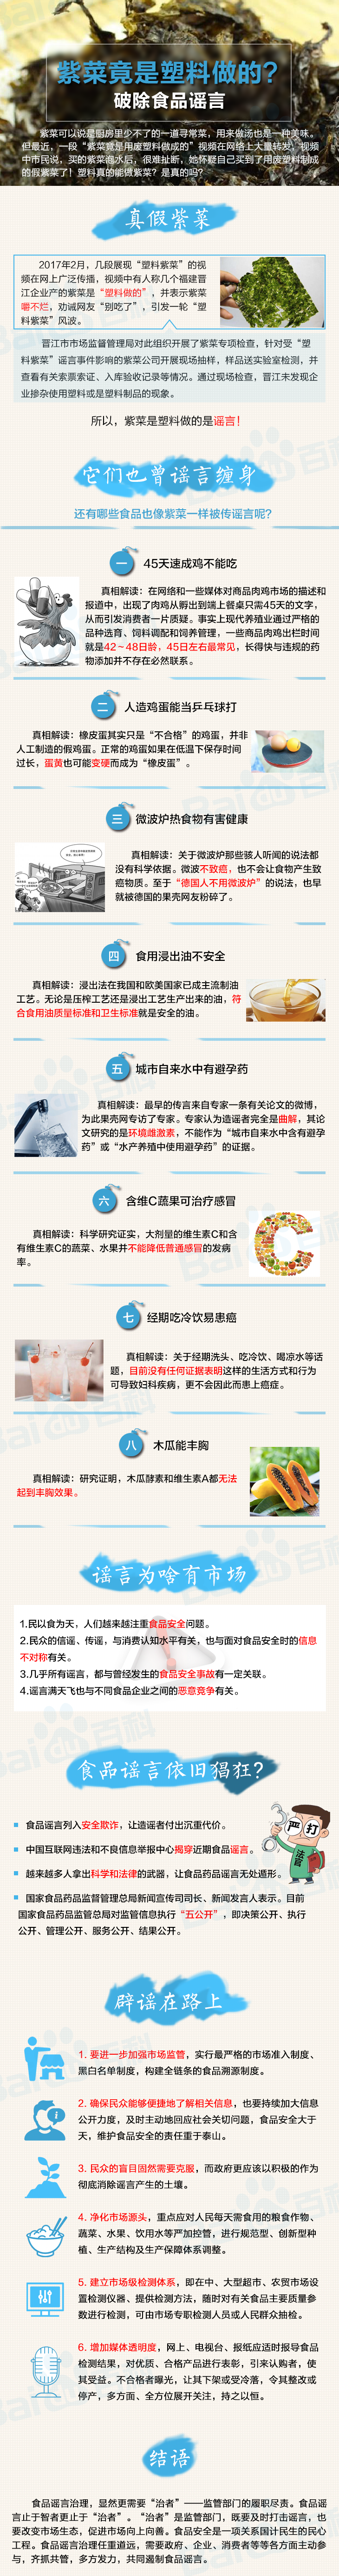 紫菜竟是塑料做的？
破除食品谣言
紫菜可以说是厨房里少不了的一道寻常菜，用来做汤也是一种美味。
但最近，一段“紫菜竟是用废塑料做成的”视频在网络上大量转发，视频
中市民说，买的紫菜泡水后，很难扯断，她怀疑自己买到了用废塑料制成
的假紫菜了！塑料真的能做紫菜？是真的吗？
真假紫菜
2017年2月，几段展现“塑料紫菜”的视
频在网上广泛传播，视频中有人称几个福建晋
江企业产的紫菜是“塑料做的”，并表示紫菜
嚼不烂，劝诫网友“别吃了”，引发一轮“塑
料紫菜”风波。
晋江市市场监督管理局对此组织开展了紫菜专项检查，针对受“塑
料紫菜”谣言事件影响的紫菜公司开展现场抽样，样品送实验室检测，并
查看有关索票索证、入库验收记录等情况。通过现场检查，晋江未发现企
业掺杂使用塑料或是塑料制品的现象。
所以，紫菜是塑料做的是谣言！
它们也曾谣言缠身
还有哪些食品也像紫菜一样被传谣言呢？
一
45天速成鸡不能吃
真相解读：在网络和一些媒体对商品肉鸡市场的描述和
报道中，出现了肉鸡从孵出到端上餐桌只需45天的文字，
从而引发消费者一片质疑。事实上现代养殖业通过严格的
品种选育、饲料调配和饲养管理，一些商品肉鸡出栏时间
就是42～48日龄，45日左右最常见，长得快与违规的药
物添加并不存在必然联系。
二
人造鸡蛋能当乒乓球打
真相解读：橡皮蛋其实只是“不合格”的鸡蛋，并非
人工制造的假鸡蛋。正常的鸡蛋如果在低温下保存时间
过长，蛋黄也可能变硬而成为“橡皮蛋”。
三
微波炉热食物有害健康
真相解读：关于微波炉那些骇人听闻的说法都
没有科学依据。微波不致癌，也不会让食物产生致
癌物质。至于“德国人不用微波炉”的说法，也早
就被德国的果壳网友粉碎了。
四
食用浸出油不安全
真相解读：浸出法在我国和欧美国家已成主流制油
工艺。无论是压榨工艺还是浸出工艺生产出来的油，符
合食用油质量标准和卫生标准就是安全的油。
五
城市自来水中有避孕药
真相解读：最早的传言来自专家一条有关论文的微博，
为此果壳网专访了专家。专家认为造谣者完全是曲解，其论
文研究的是环境雌激素，不能作为“城市自来水中含有避孕
药”或“水产养殖中使用避孕药”的证据。
六
含维C蔬果可治疗感冒
真相解读：科学研究证实，大剂量的维生素C和含
有维生素C的蔬菜、水果并不能降低普通感冒的发病
率。
七
经期吃冷饮易患癌
真相解读：关于经期洗头、吃冷饮、喝凉水等话
题，目前没有任何证据表明这样的生活方式和行为
可导致妇科疾病，更不会因此而患上癌症。
八
木瓜能丰胸
真相解读：研究证明，木瓜酵素和维生素A都无法
起到丰胸效果。
谣言为啥有市场
1.民以食为天，人们越来越注重食品安全问题。
2.民众的信谣、传谣，与消费认知水平有关，也与面对食品安全时的信息
不对称有关。
3.几乎所有谣言，都与曾经发生的食品安全事故有一定关联。
4.谣言满天飞也与不同食品企业之间的恶意竞争有关。
食品谣言依旧猖狂？
食品谣言列入安全欺诈，让造谣者付出沉重代价。
中国互联网违法和不良信息举报中心揭穿近期食品谣言。
越来越多人拿出科学和法律的武器，让食品药品谣言无处遁形。
国家食品药品监督管理总局新闻宣传司司长、新闻发言人表示。目前
国家食品药品监管总局对监管信息执行“五公开”，即决策公开、执行
公开、管理公开、服务公开、结果公开。
严打
法官
辟谣在路上
1. 要进一步加强市场监管，实行最严格的市场准入制度、
黑白名单制度，构建全链条的食品溯源制度。
2. 确保民众能够便捷地了解相关信息，也要持续加大信息
公开力度，及时主动地回应社会关切问题，食品安全大于
天，维护食品安全的责任重于泰山。
3. 民众的盲目固然需要克服，而政府更应该以积极的作为
彻底消除谣言产生的土壤。
4. 净化市场源头，重点应对人民每天需食用的粮食作物、
蔬菜、水果、饮用水等严加控管，进行规范型、创新型种
植、生产结构及生产保障体系调整。
5. 建立市场级检测体系，即在中、大型超市、农贸市场设
置检测仪器、提供检测方法，随时对有关食品主要质量参
数进行检测，可由市场专职检测人员或人民群众抽检。
6. 增加媒体透明度，网上、电视台、报纸应适时报导食品
检测结果，对优质、合格产品进行表彰，引来认购者，使
其受益。不合格者曝光，让其下架或受冷落，令其整改或
停产，多方面、全方位展开关注，持之以恒。
结语
食品谣言治理，显然更需要“治者”——监管部门的履职尽责。食品谣
言止于智者更止于“治者”。“治者”是监管部门，既要及时打击谣言，也
要改变市场生态，促进市场向上向善。食品安全是一项关系国计民生的民心
工程。食品谣言治理任重道远，需要政府、企业、消费者等等各方面主动参
与，齐抓共管，多方发力，共同遏制食品谣言。